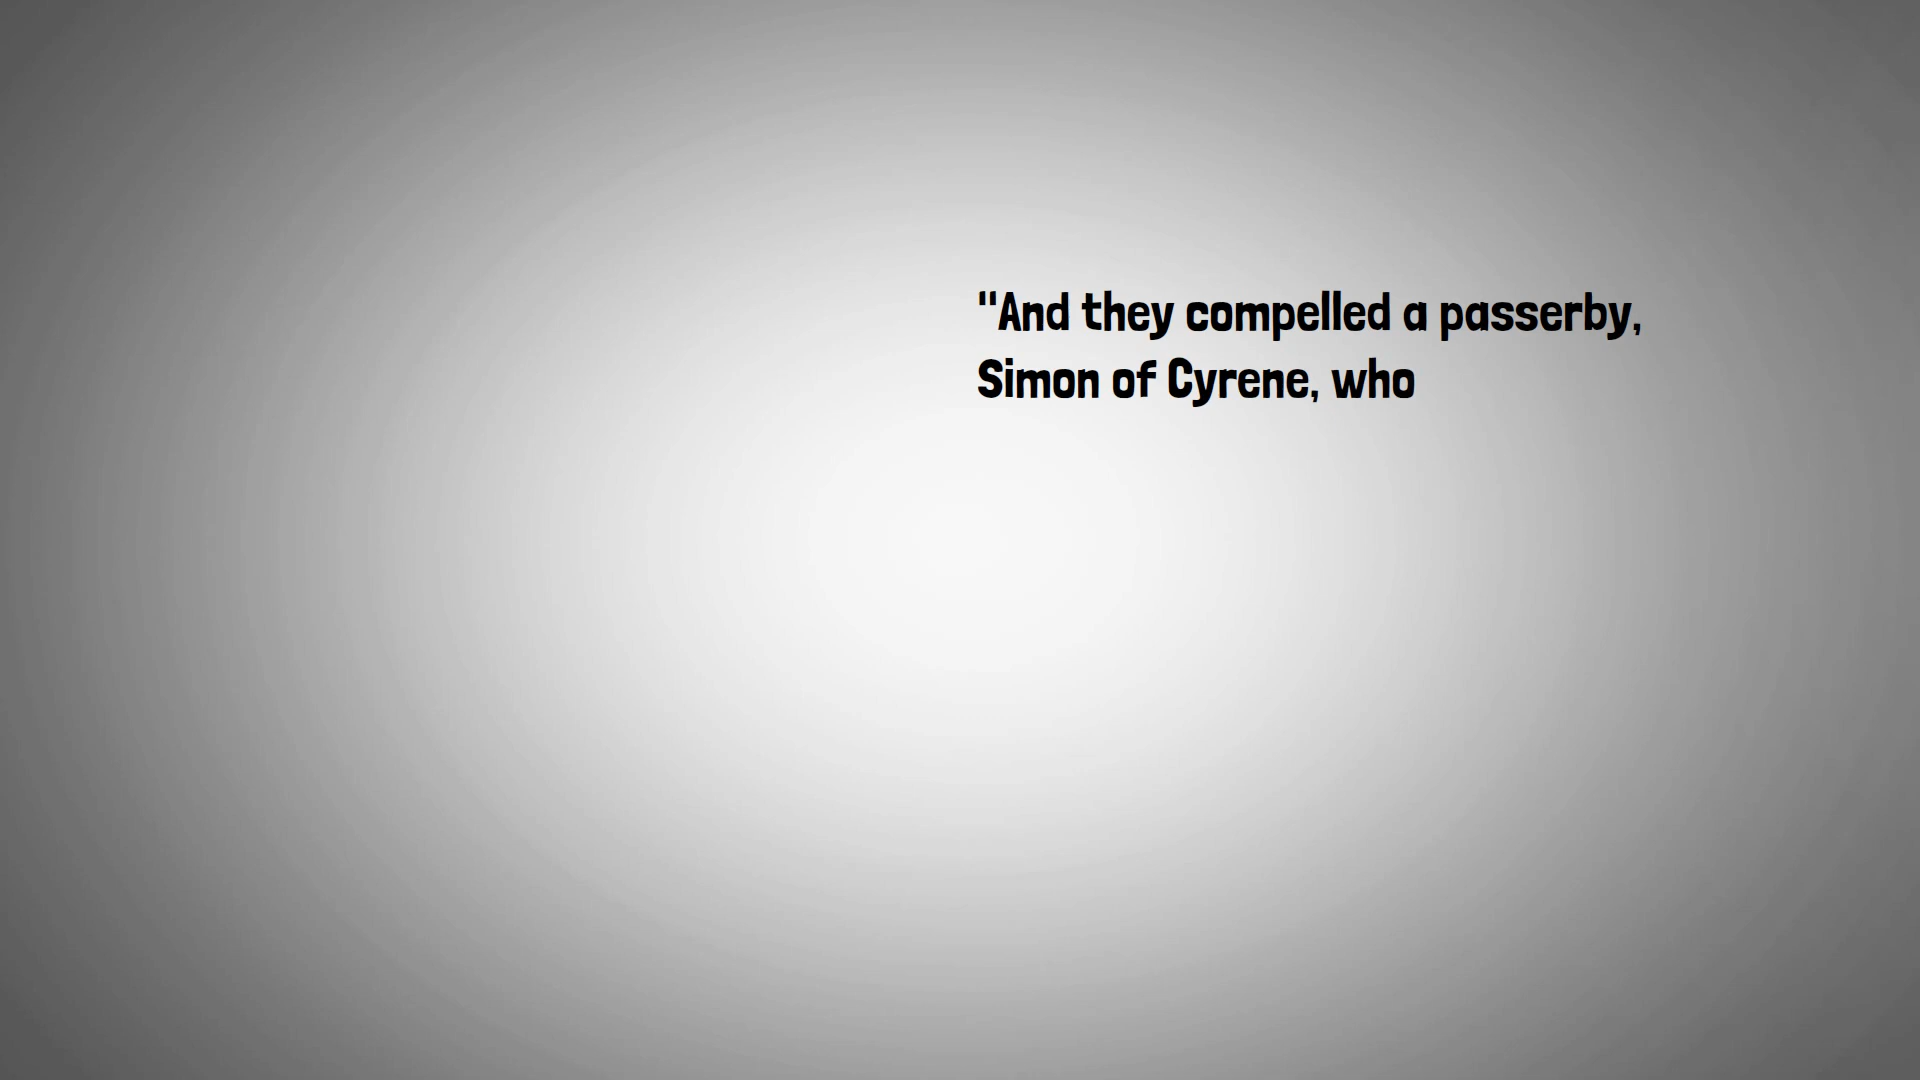 "And they compelled a passerby,
Simon of Cyrene, who